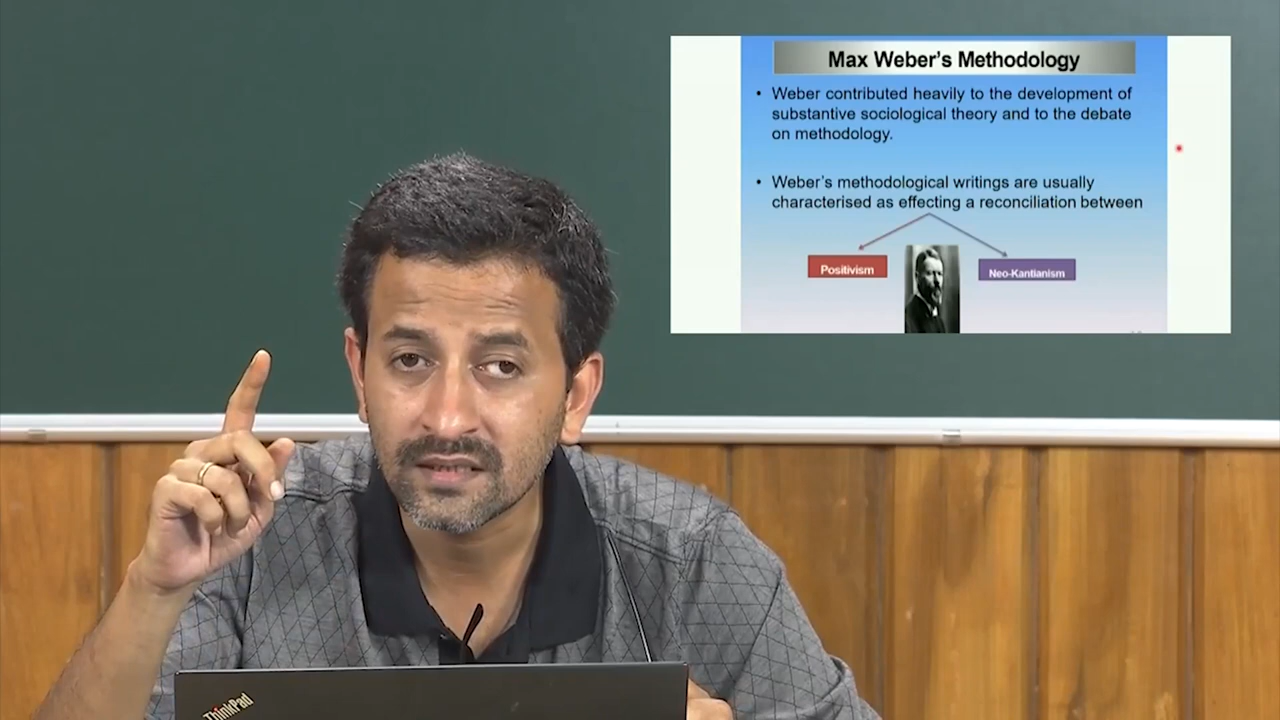 Max Weber's Methodology
• Weber contributed heavily to the development of
substantive sociological theory and to the debate
on methodology.
• Weber's methodological writings are usually
characterised as effecting a reconciliation between
Positivism
Neo-Kantianism
ThinkPad